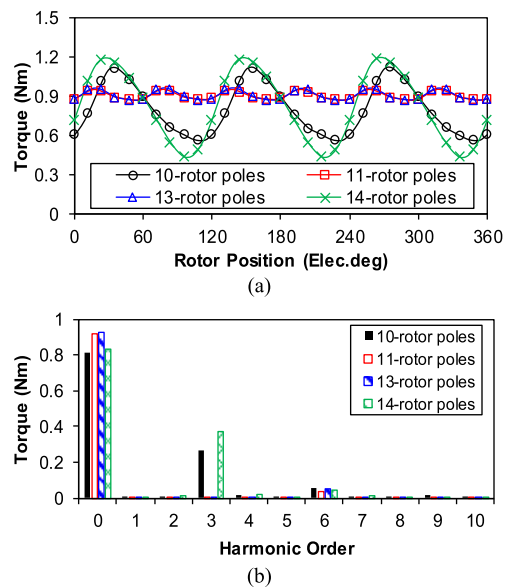 (a)
1.5
1.2
0.9
0.6
0.3
0
Torque (Nm)
10-rotor poles
11-rotor poles
13-rotor poles
14-rotor poles
0 60 120 180 240 300 360
Rotor Position (Elec.deg)
(a)
1
0.8
0.6
0.4
0.2
0
Torque (Nm)
10-rotor poles
11-rotor poles
13-rotor poles
14-rotor poles
0 1 2 3 4 5 6 7 8 9 10
Harmonic Order
(b)